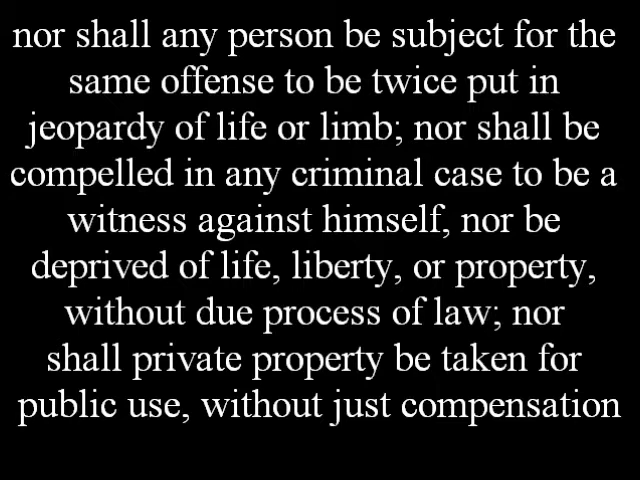 nor shall any person be subject for the
same offense to be twice put in
jeopardy of life or limb; nor shall be
compelled in any criminal case to be a
witness against himself, nor be
deprived of life, liberty, or property,
without due process of law; nor
shall private property be taken for
public use, without just compensation